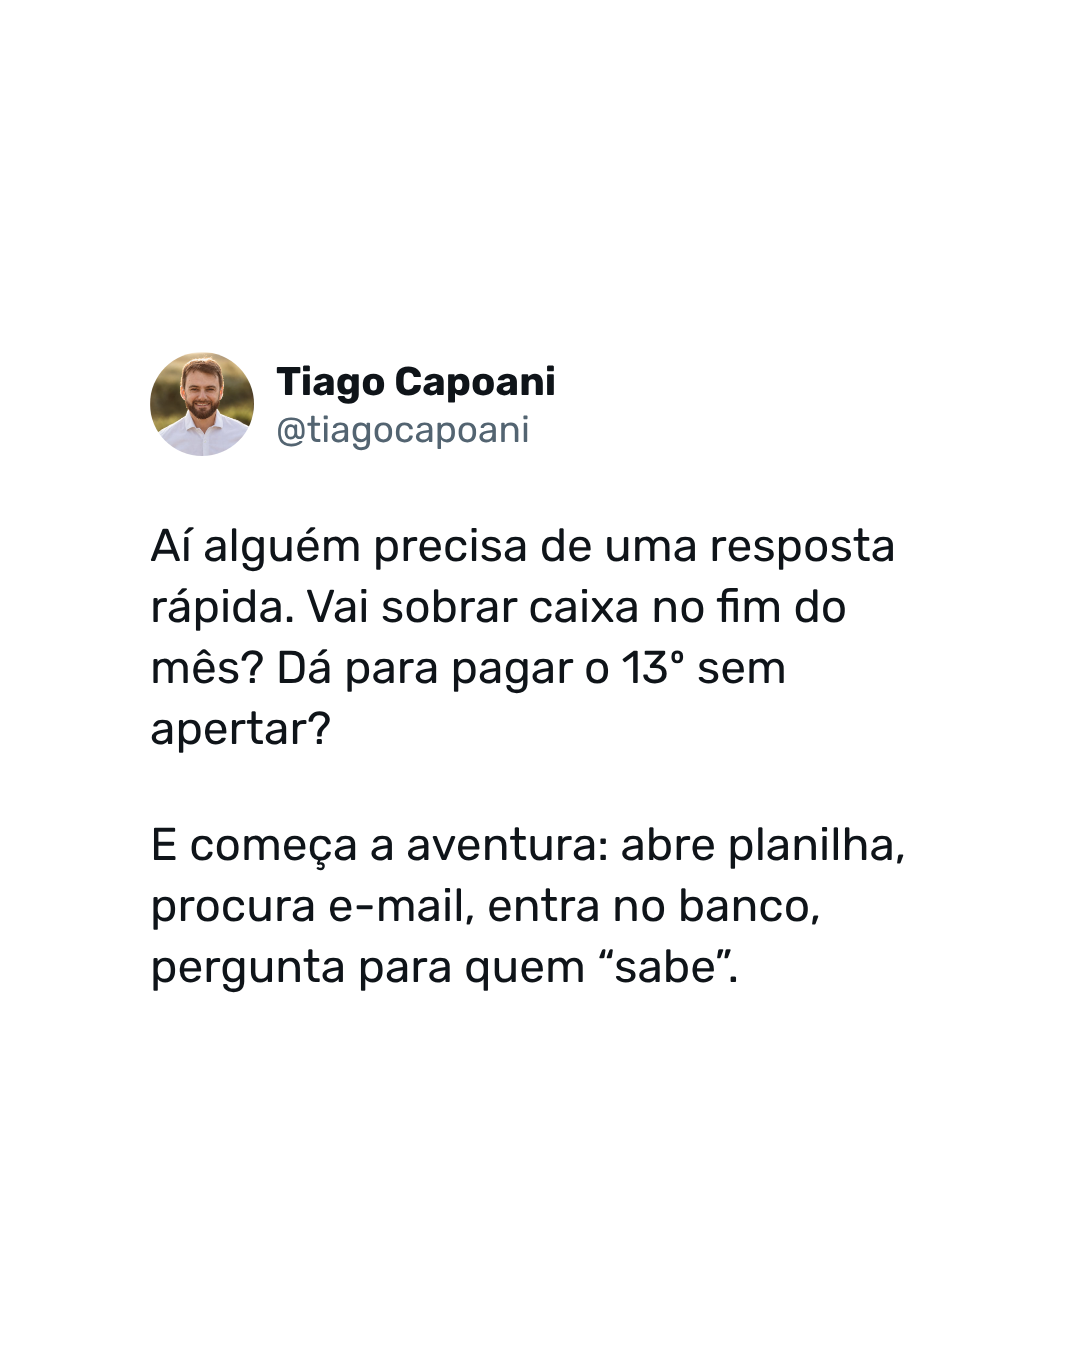 Tiago Capoani
@tiagocapoani
Aí alguém precisa de uma resposta
rápida. Vai sobrar caixa no fim do
mês? Dá para pagar o 13º sem
apertar?
E começa a aventura: abre planilha,
procura e-mail, entra no banco,
pergunta para quem “sabe”.